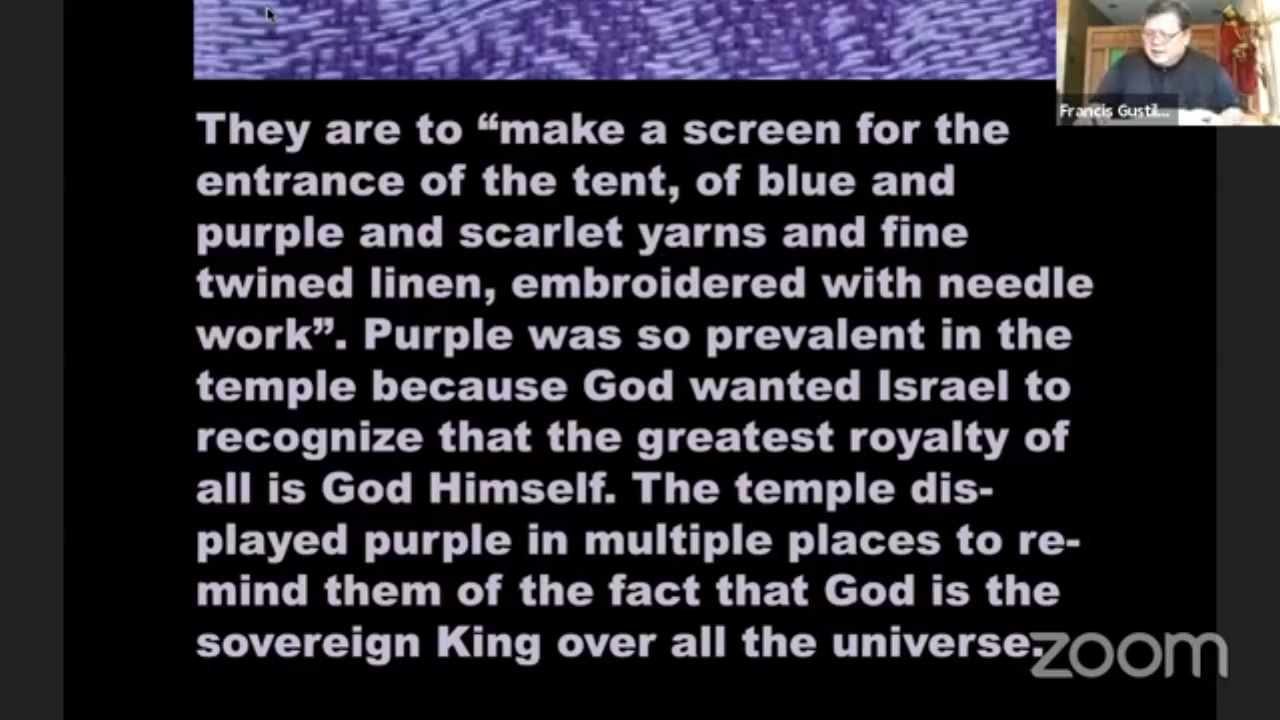 Francis Gustil...
They are to “make a screen for the
entrance of the tent, of blue and
purple and scarlet yarns and fine
twined linen, embroidered with needle
work”. Purple was so prevalent in the
temple because God wanted Israel to
recognize that the greatest royalty of
all is God Himself. The temple dis-
played purple in multiple places to re-
mind them of the fact that God is the
sovereign King over all the universe.
zoom